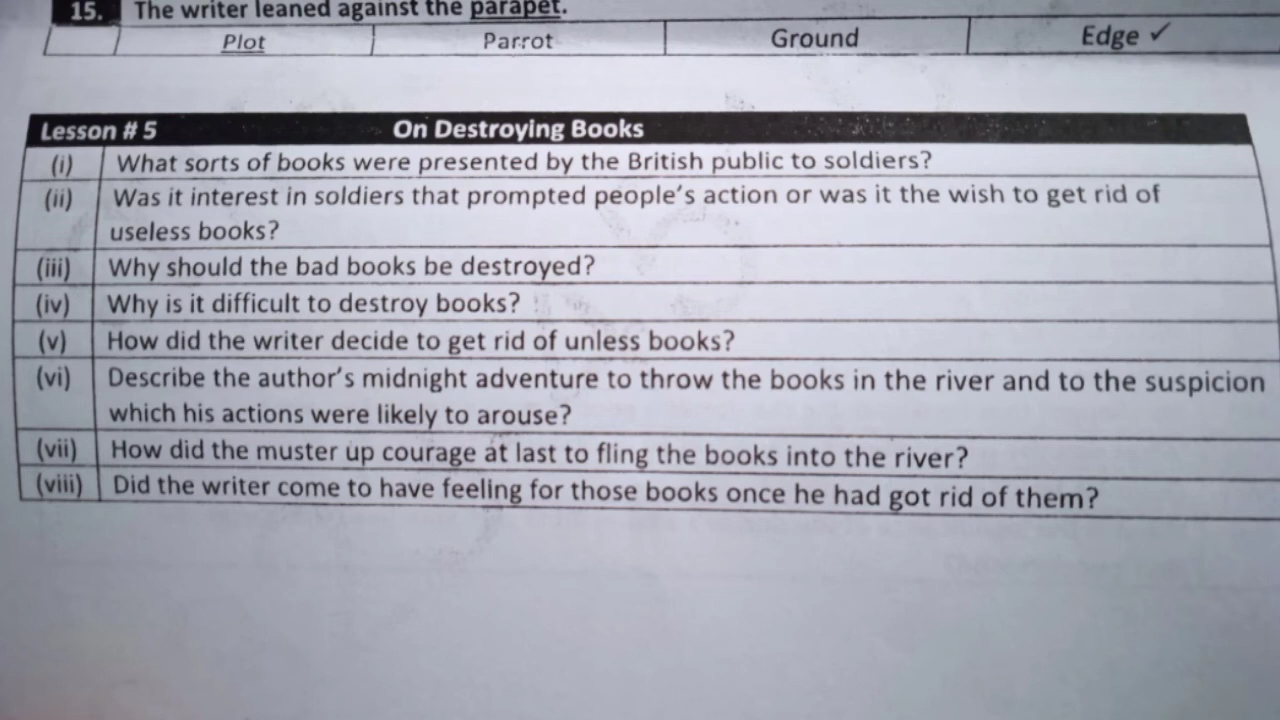 15. The writer leaned against the parapet.
Plot Parrot Ground Edge ✓
Lesson # 5 On Destroying Books
(i) What sorts of books were presented by the British public to soldiers?
(ii) Was it interest in soldiers that prompted people's action or was it the wish to get rid of
useless books?
(iii) Why should the bad books be destroyed?
(iv) Why is it difficult to destroy books?
(v) How did the writer decide to get rid of unless books?
(vi) Describe the author's midnight adventure to throw the books in the river and to the suspicion
which his actions were likely to arouse?
(vii) How did the muster up courage at last to fling the books into the river?
(viii) Did the writer come to have feeling for those books once he had got rid of them?